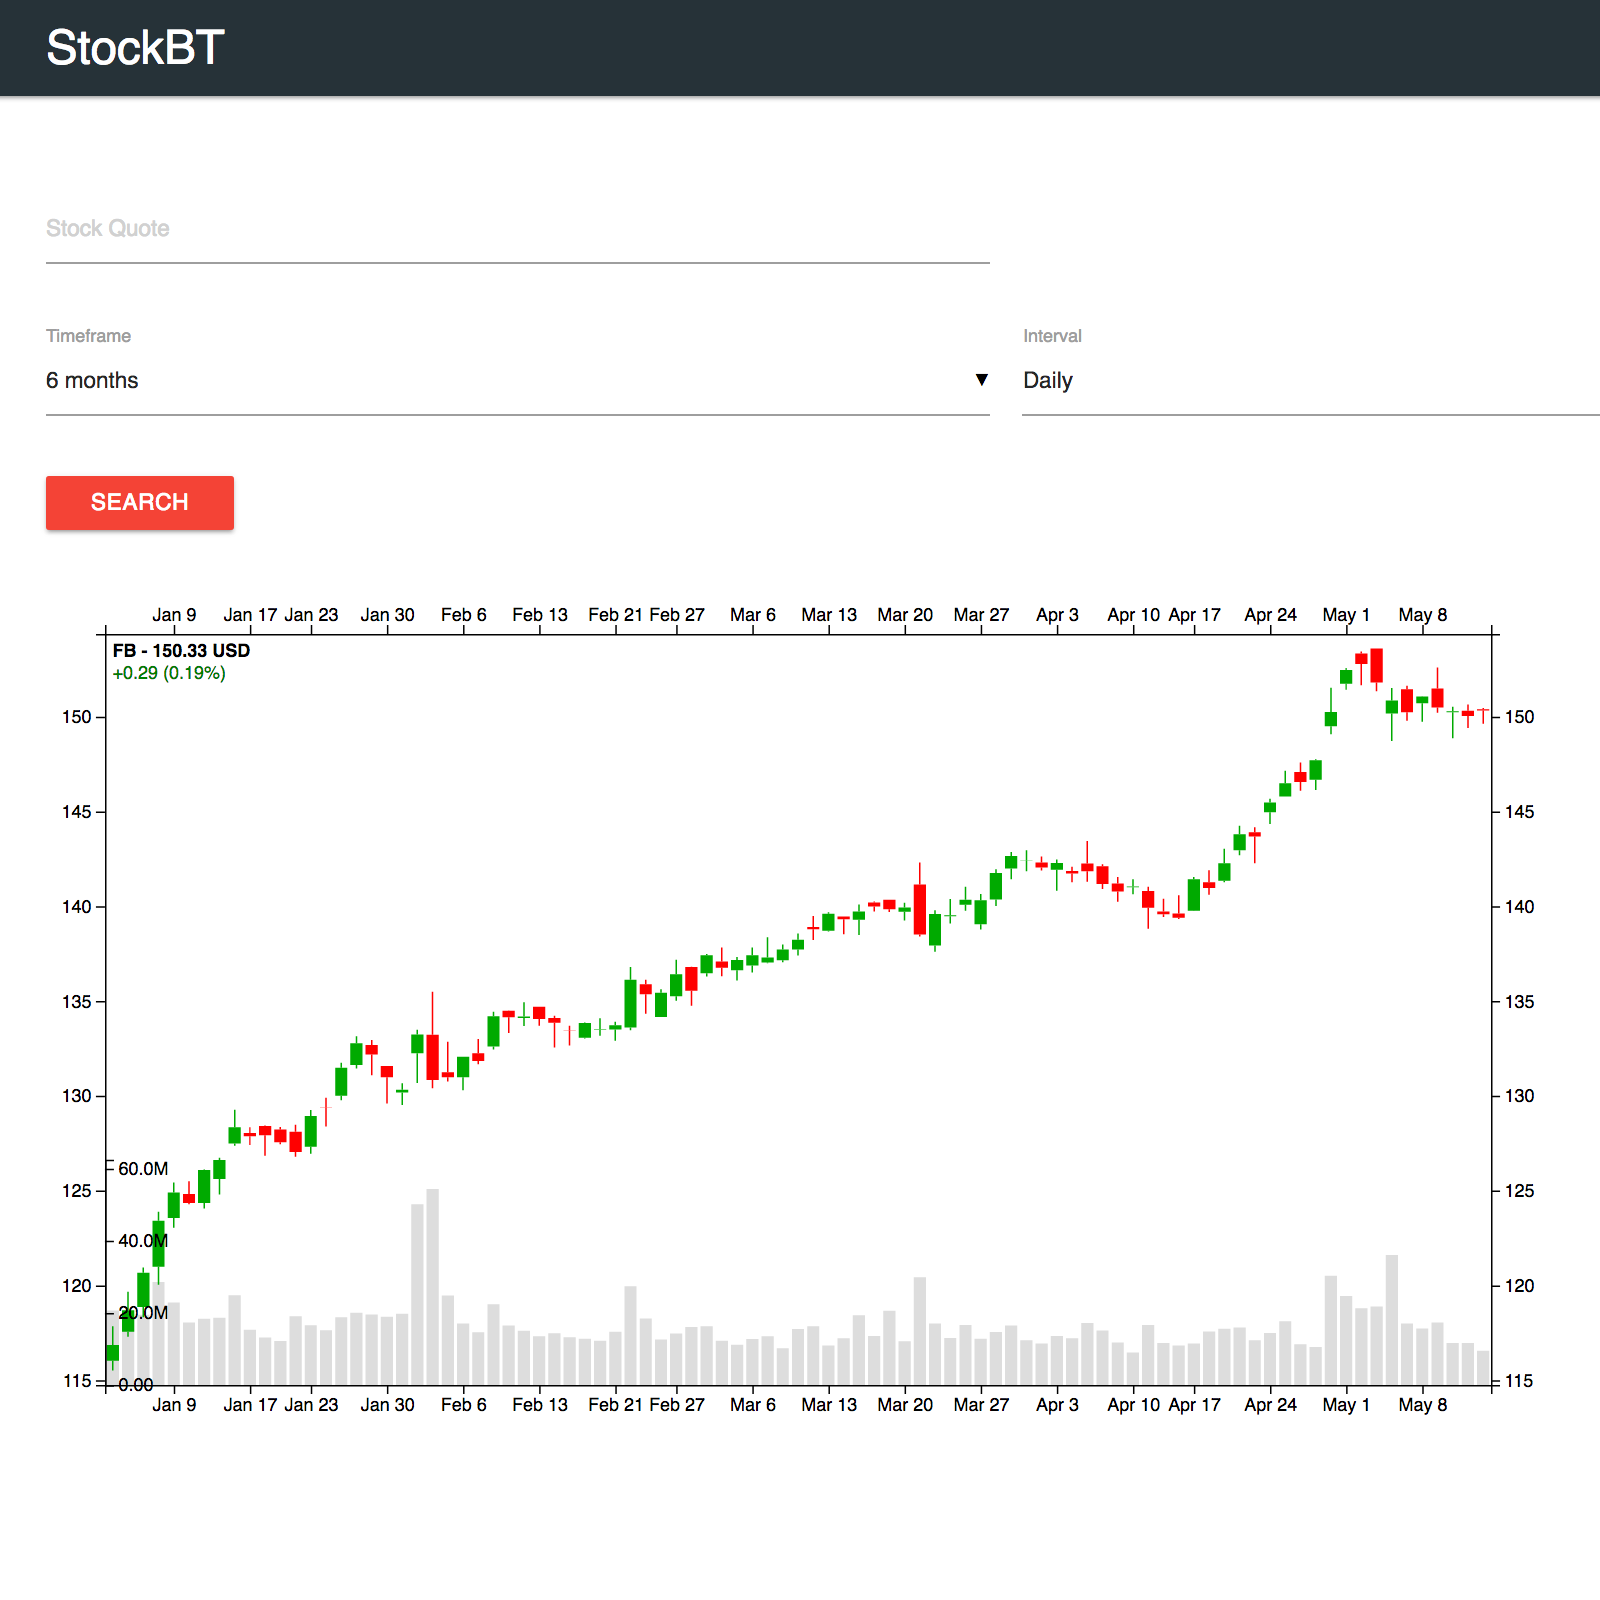 StockBT
Stock Quote
Timeframe
Interval
6 months ▼
Daily
SEARCH
Jan 9 Jan 17 Jan 23 Jan 30 Feb 6 Feb 13 Feb 21 Feb 27 Mar 6 Mar 13 Mar 20 Mar 27 Apr 3 Apr 10 Apr 17 Apr 24 May 1 May 8
FB - 150.33 USD
+0.29 (0.19%)
150 150
145 145
140 140
135 135
130 130
60.0M
125 125
40.0M
120 120
20.0M
115 115
0.00
Jan 9 Jan 17 Jan 23 Jan 30 Feb 6 Feb 13 Feb 21 Feb 27 Mar 6 Mar 13 Mar 20 Mar 27 Apr 3 Apr 10 Apr 17 Apr 24 May 1 May 8